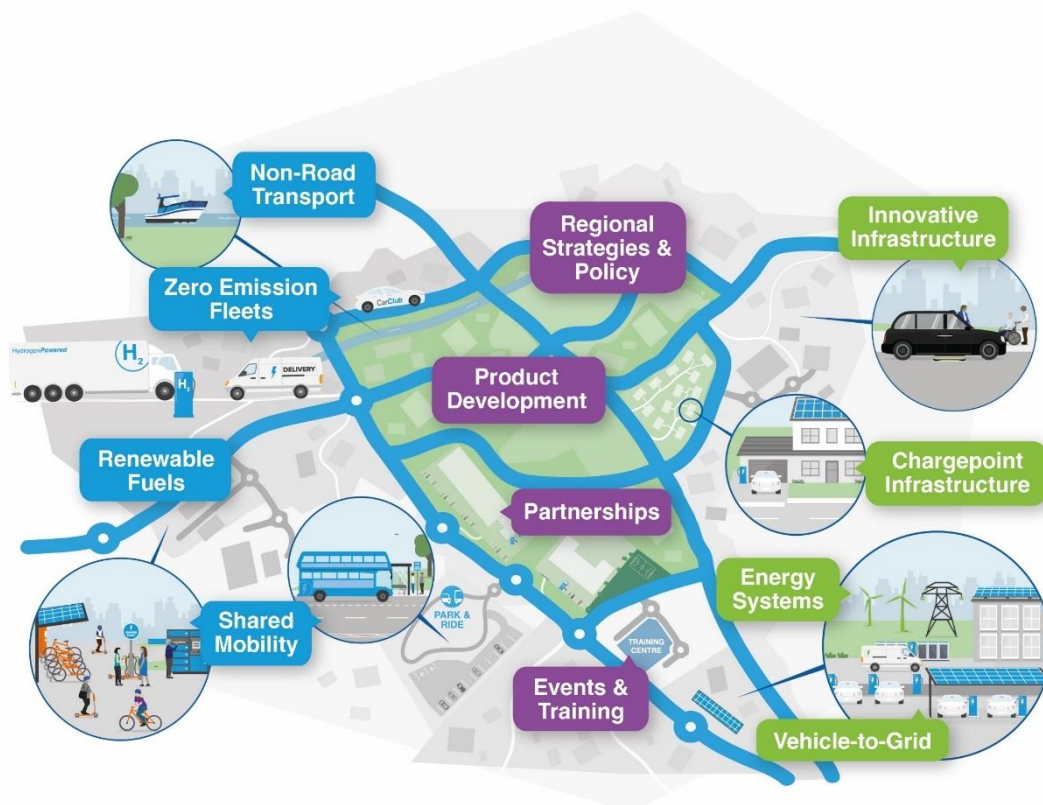 Non-Road
Transport
Regional
Strategies &
Policy
Innovative
Infrastructure
Zero Emission
Fleets
CarClub
HydrogenPowered
H2
H2
DELIVERY
Product
Development
Renewable
Fuels
Chargepoint
Infrastructure
Partnerships
Energy
Systems
Shared
Mobility
PARK &
RIDE
TRAINING
CENTRE
Events &
Training
Vehicle-to-Grid